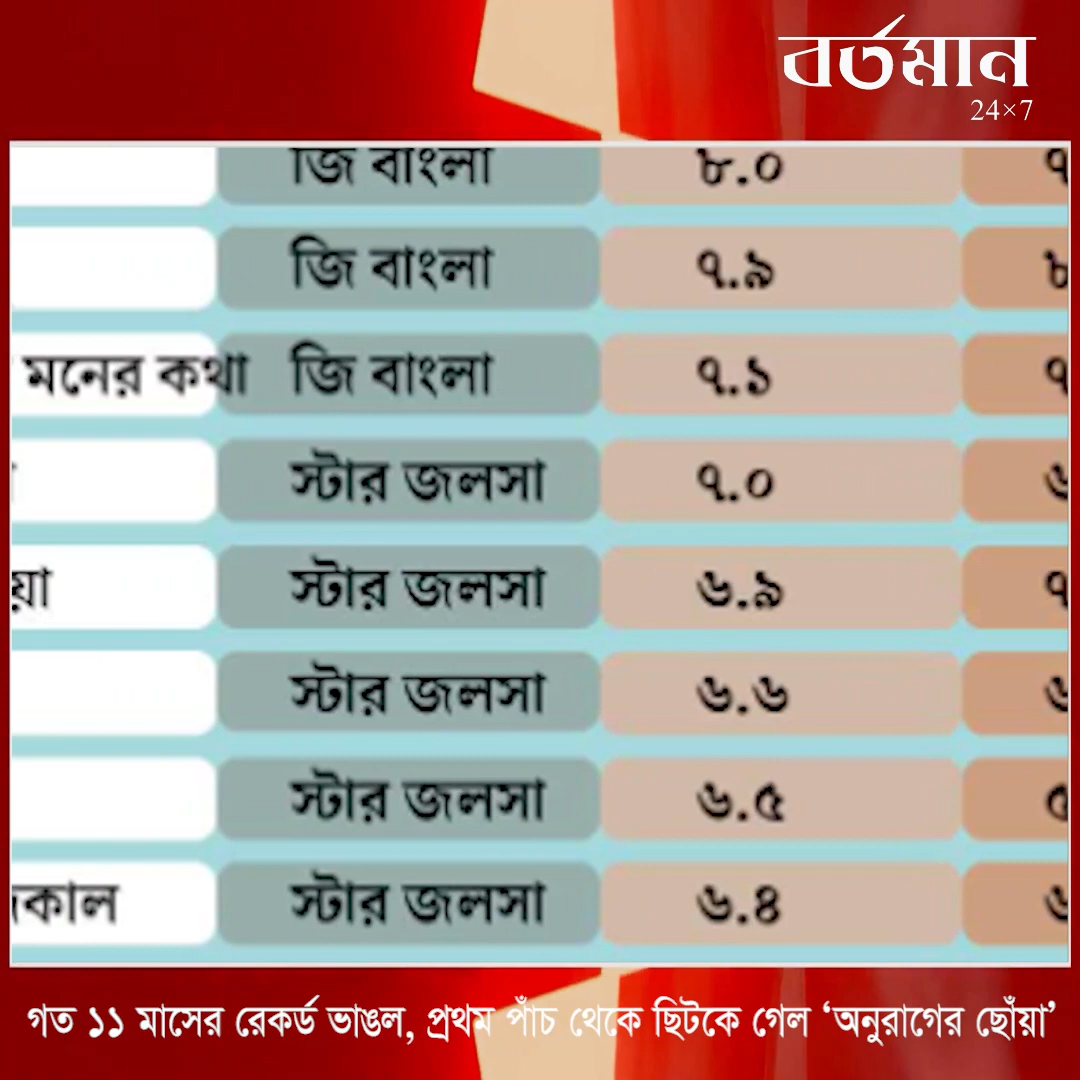 বর্তমান
24×7
জি বাংলা ৮.০
জি বাংলা ৭.৯
মনের কথা জি বাংলা ৭.১
স্টার জলসা ৭.০
স্টার জলসা ৬.৯
স্টার জলসা ৬.৬
স্টার জলসা ৬.৫
স্টার জলসা ৬.৪
গত ১১ মাসের রেকর্ড ভাঙল, প্রথম পাঁচ থেকে ছিটকে গেল ‘অনুরাগের ছোঁয়া’